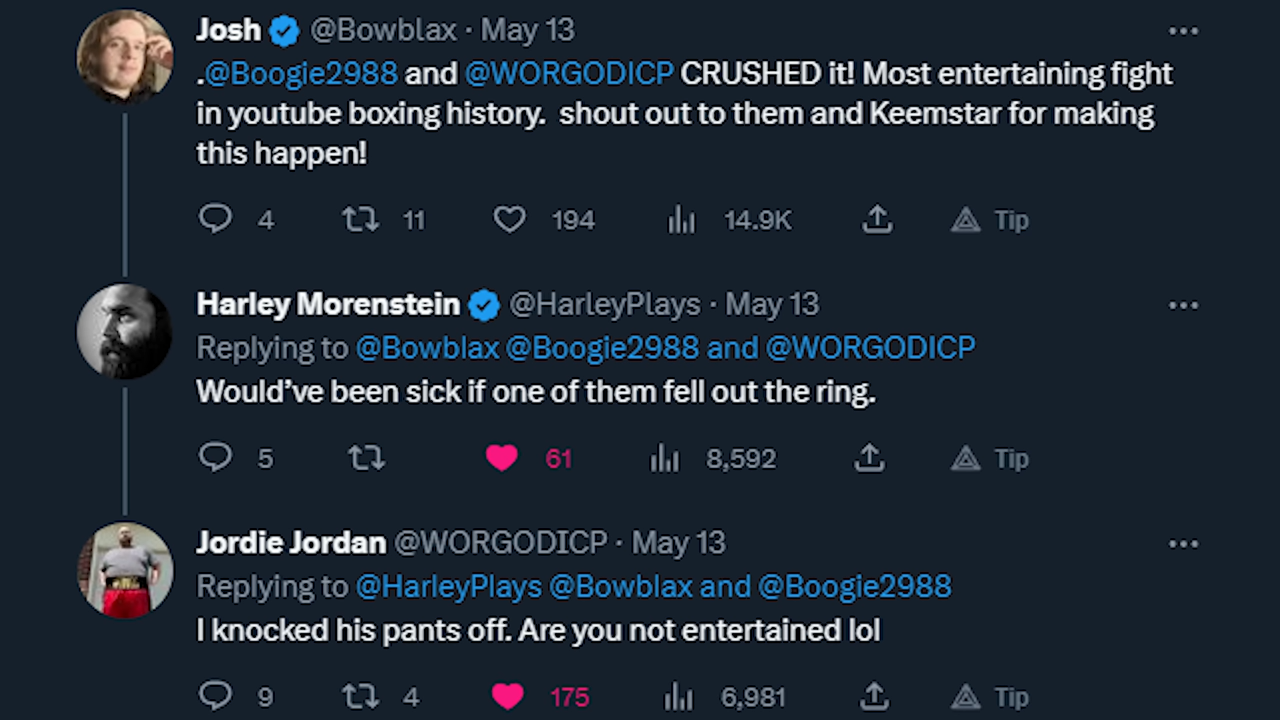 Josh @Bowblax · May 13
.@Boogie2988 and @WORGODICP CRUSHED it! Most entertaining fight
in youtube boxing history.  shout out to them and Keemstar for making
this happen!
4 11 194 14.9K Tip
Harley Morenstein @HarleyPlays · May 13
Replying to @Bowblax @Boogie2988 and @WORGODICP
Would’ve been sick if one of them fell out the ring.
5 61 8,592 Tip
Jordie Jordan @WORGODICP · May 13
Replying to @HarleyPlays @Bowblax and @Boogie2988
I knocked his pants off. Are you not entertained lol
9 4 175 6,981 Tip